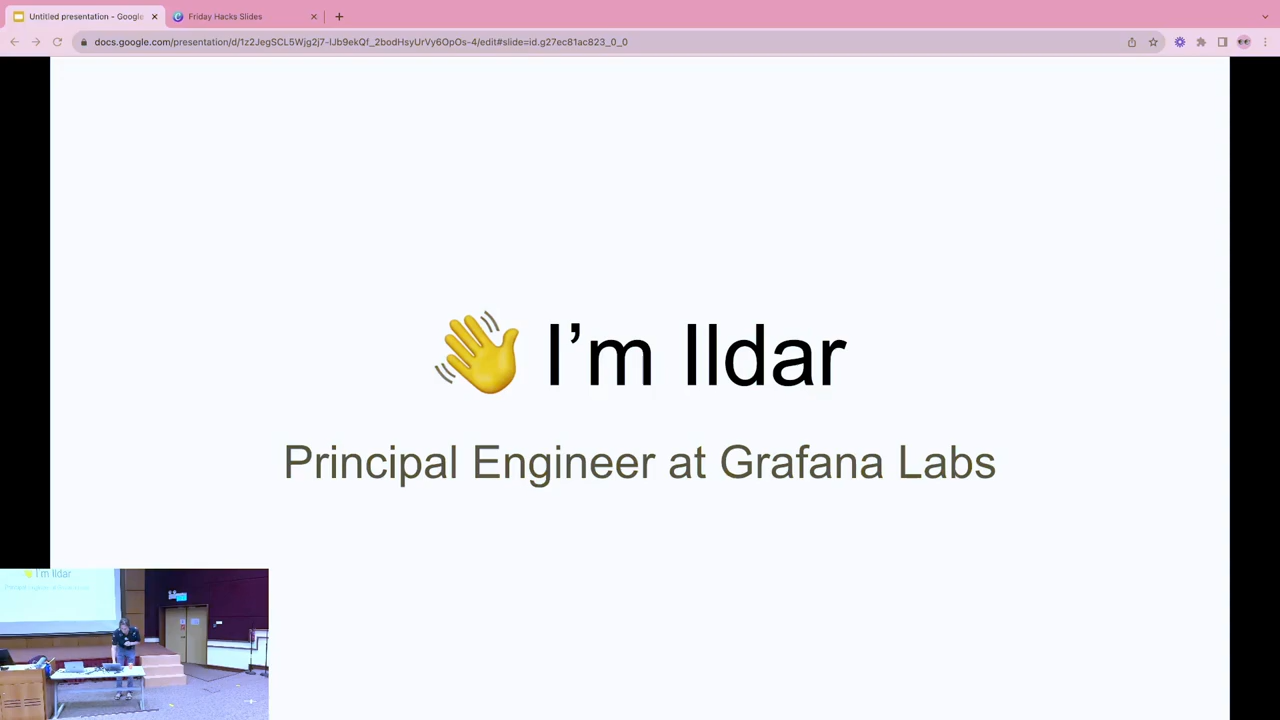 Untitled presentation - Google
Friday Hacks Slides
docs.google.com/presentation/d/1z2JegSCL5Wjg2j7-IJb9ekQf_2bodHsyUrVy6OpOs-4/edit#slide=id.g27ec81ac823_0_0
👋 I’m Ildar
Principal Engineer at Grafana Labs
I'm Ildar